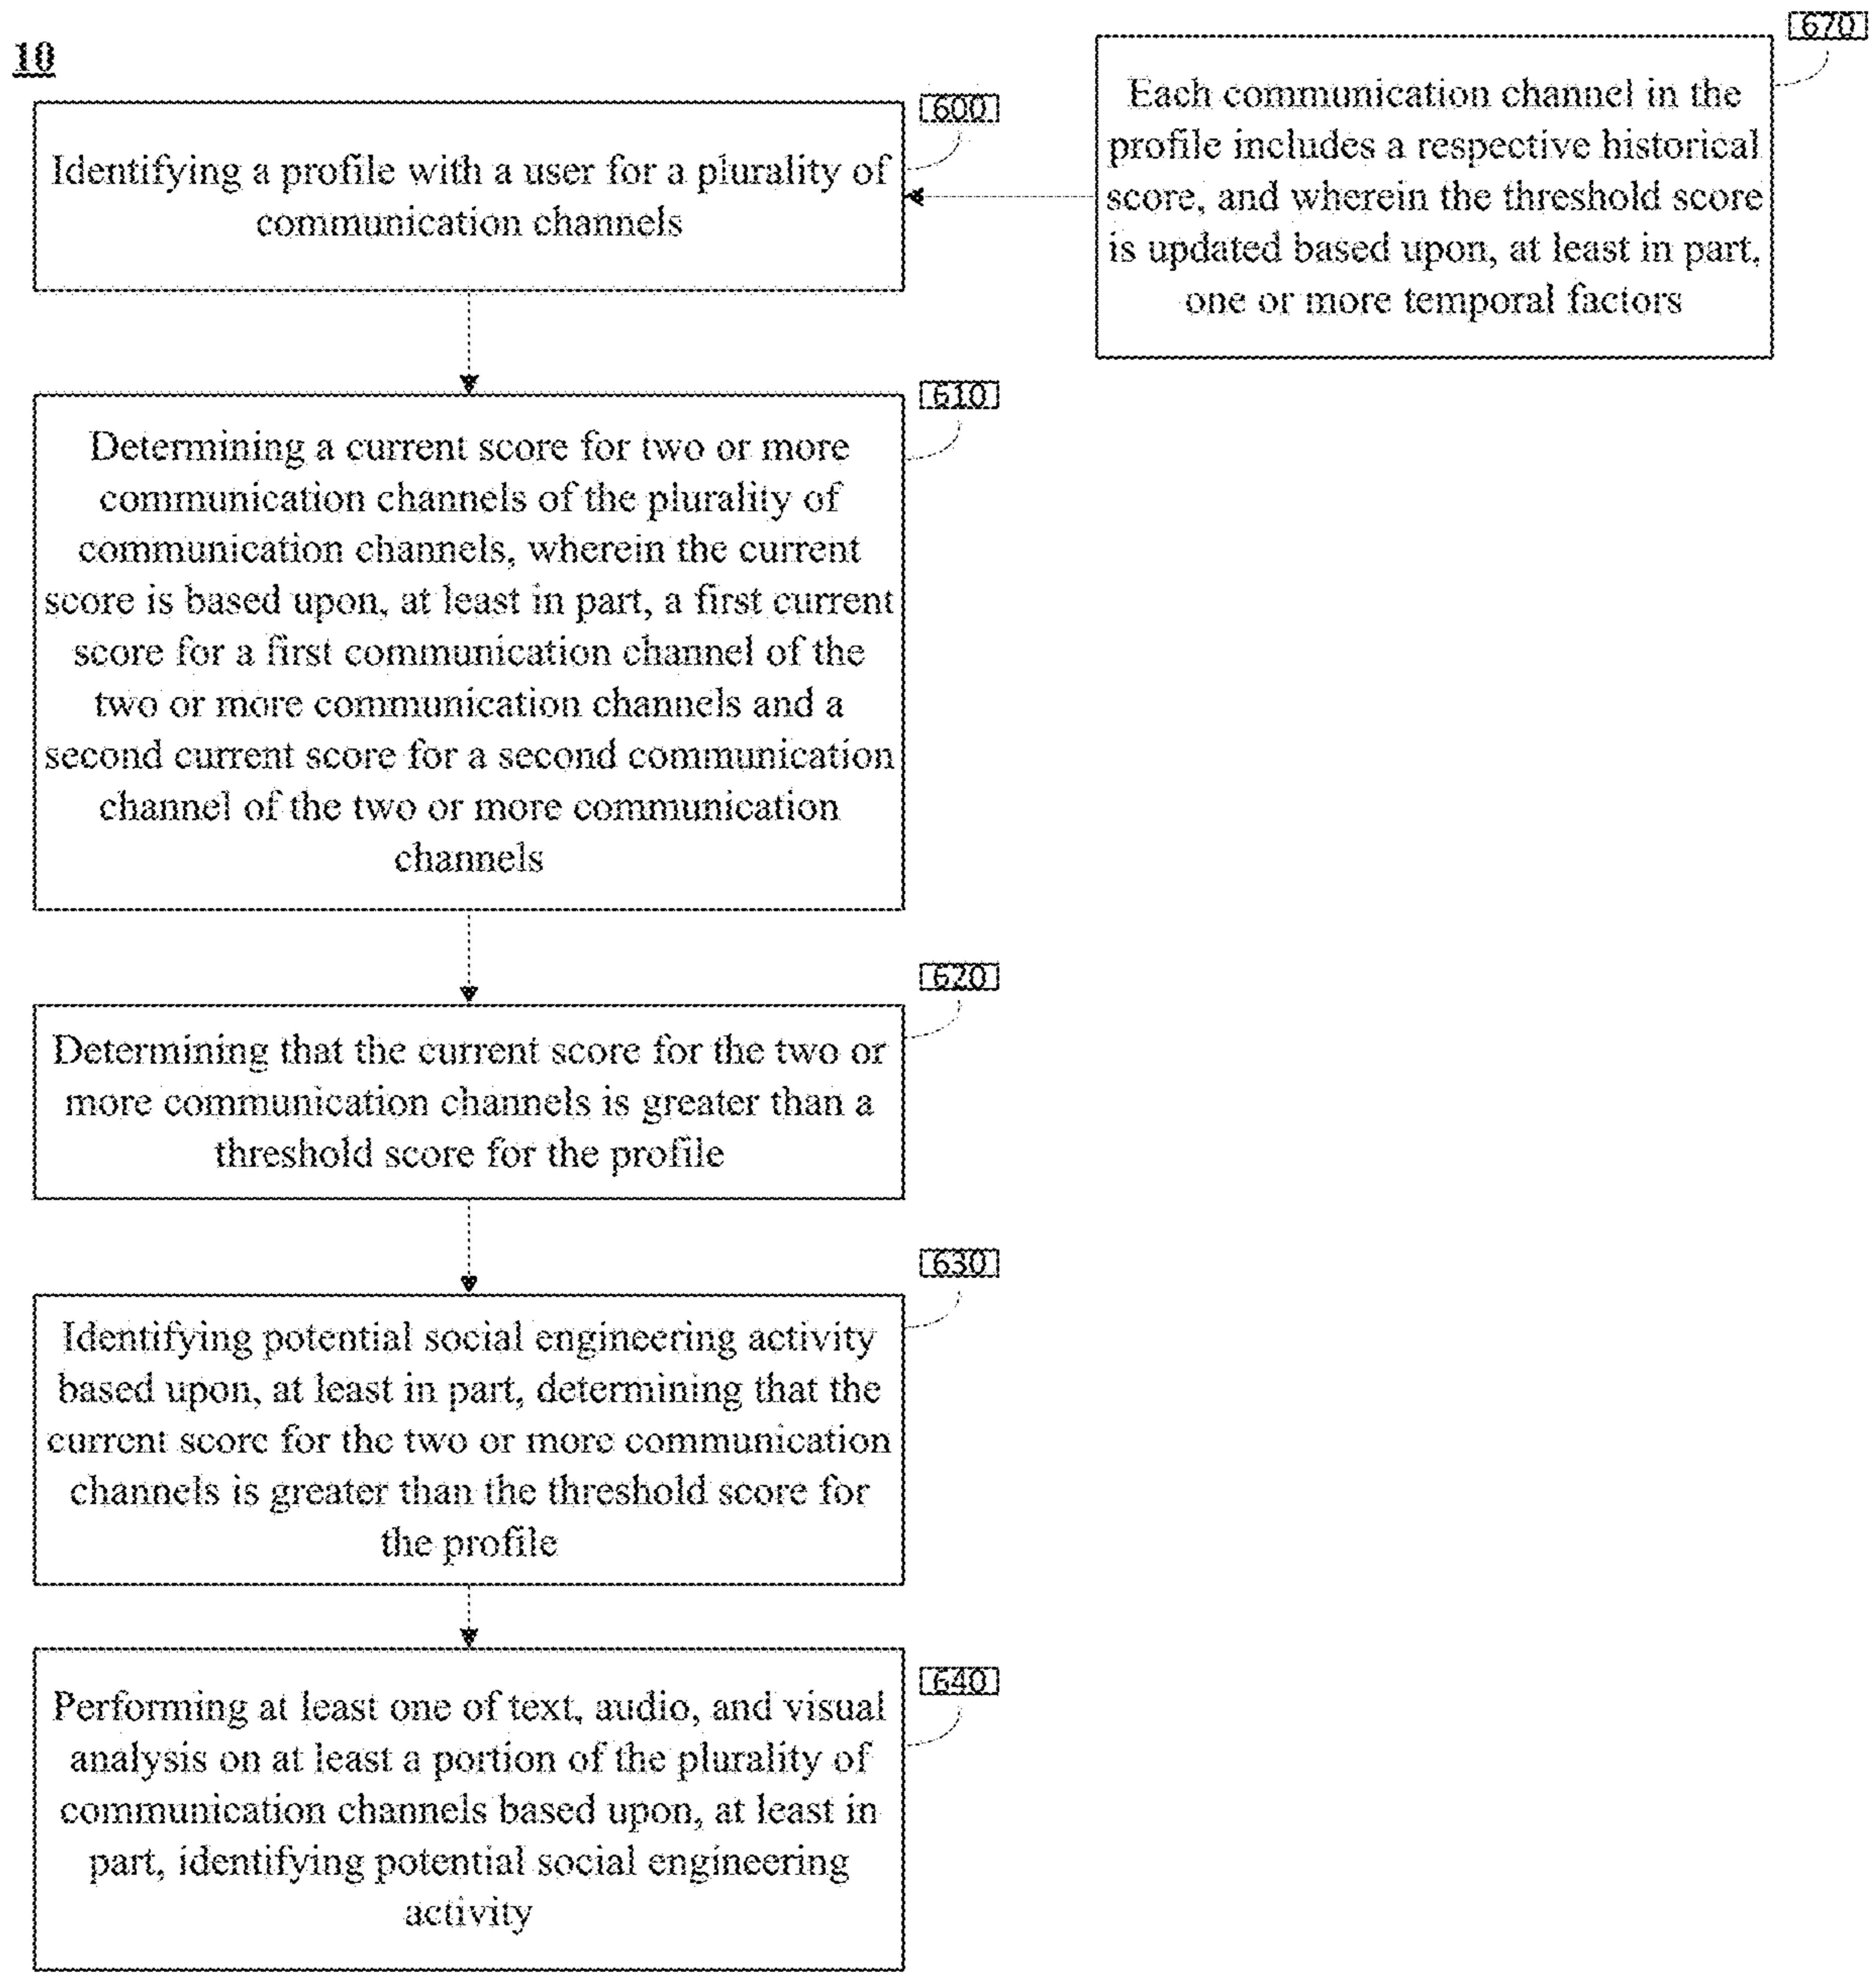 10
600
Identifying a profile with a user for a plurality of
communication channels
670
Each communication channel in the
profile includes a respective historical
score, and wherein the threshold score
is updated based upon, at least in part,
one or more temporal factors
610
Determining a current score for two or more
communication channels of the plurality of
communication channels, wherein the current
score is based upon, at least in part, a first current
score for a first communication channel of the
two or more communication channels and a
second current score for a second communication
channel of the two or more communication
channels
620
Determining that the current score for the two or
more communication channels is greater than a
threshold score for the profile
630
Identifying potential social engineering activity
based upon, at least in part, determining that the
current score for the two or more communication
channels is greater than the threshold score for
the profile
640
Performing at least one of text, audio, and visual
analysis on at least a portion of the plurality of
communication channels based upon, at least in
part, identifying potential social engineering
activity